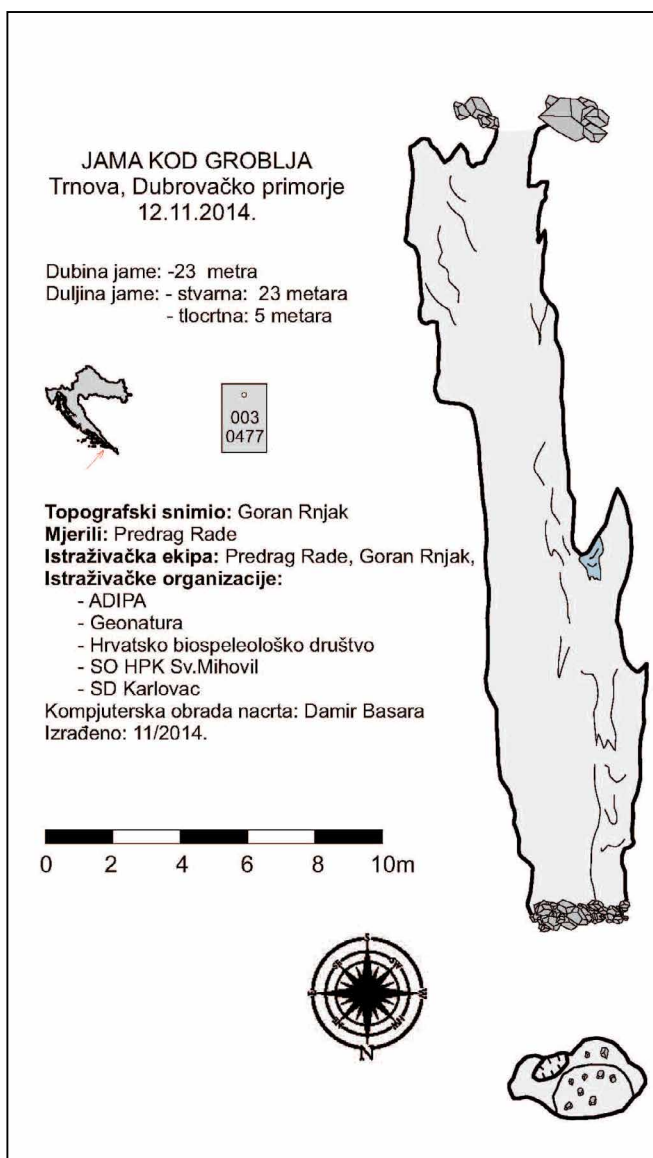 JAMA KOD GROBLJA
Trnova, Dubrovačko primorje
12.11.2014.
Dubina jame: -23 metra
Duljina jame: - stvarna: 23 metara
- tlocrtna: 5 metara
003
0477
Topografski snimio: Goran Rnjak
Mjerili: Predrag Rade
Istraživačka ekipa: Predrag Rade, Goran Rnjak,
Istraživačke organizacije:
- ADIPA
- Geonatura
- Hrvatsko biospeleološko društvo
- SO HPK Sv.Mihovil
- SD Karlovac
Kompjuterska obrada nacrta: Damir Basara
Izrađeno: 11/2014.
0 2 4 6 8 10m
S
SW
W
N